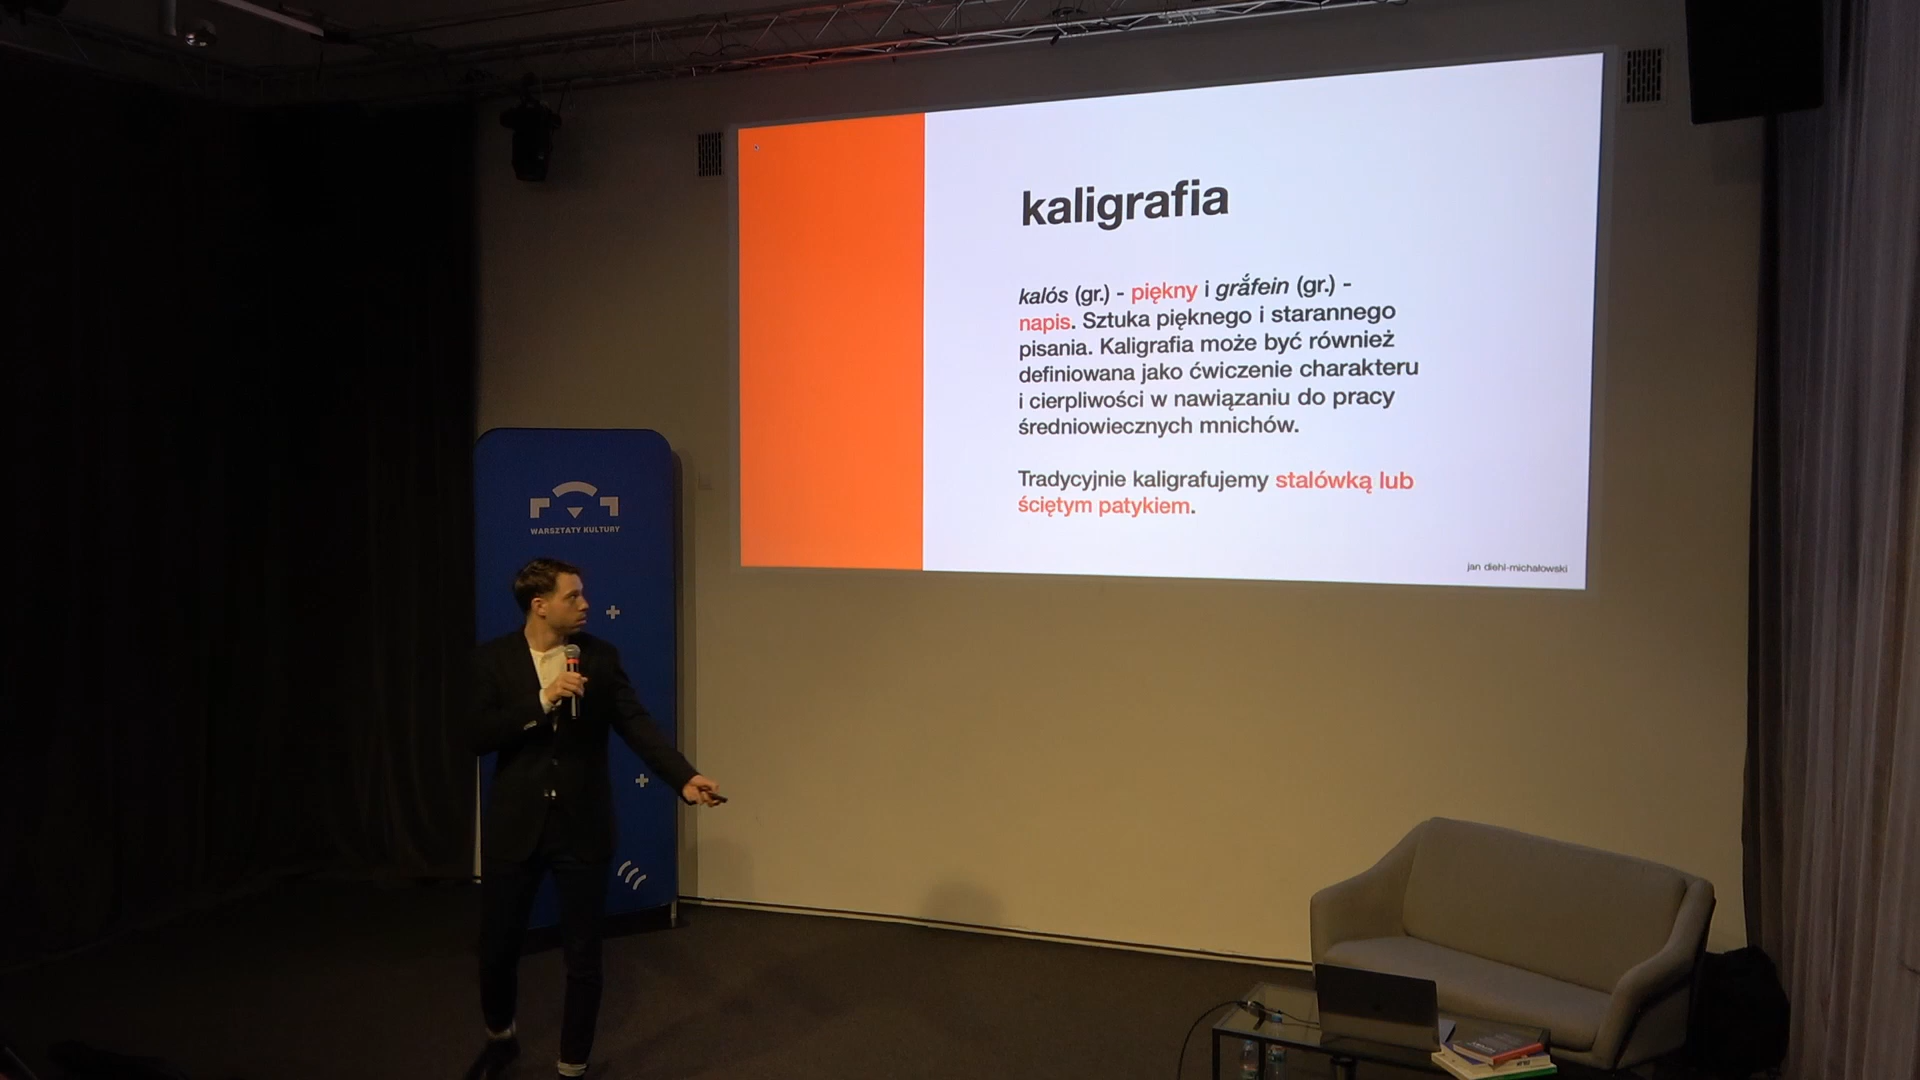 kaligrafia
kalós (gr.) - piękny i grắfein (gr.) -
napis. Sztuka pięknego i starannego
pisania. Kaligrafia może być również
definiowana jako ćwiczenie charakteru
i cierpliwości w nawiązaniu do pracy
średniowiecznych mnichów.
Tradycyjnie kaligrafujemy stalówką lub
ściętym patykiem.
jan diehl-michałowski
WARSZTATY KULTURY